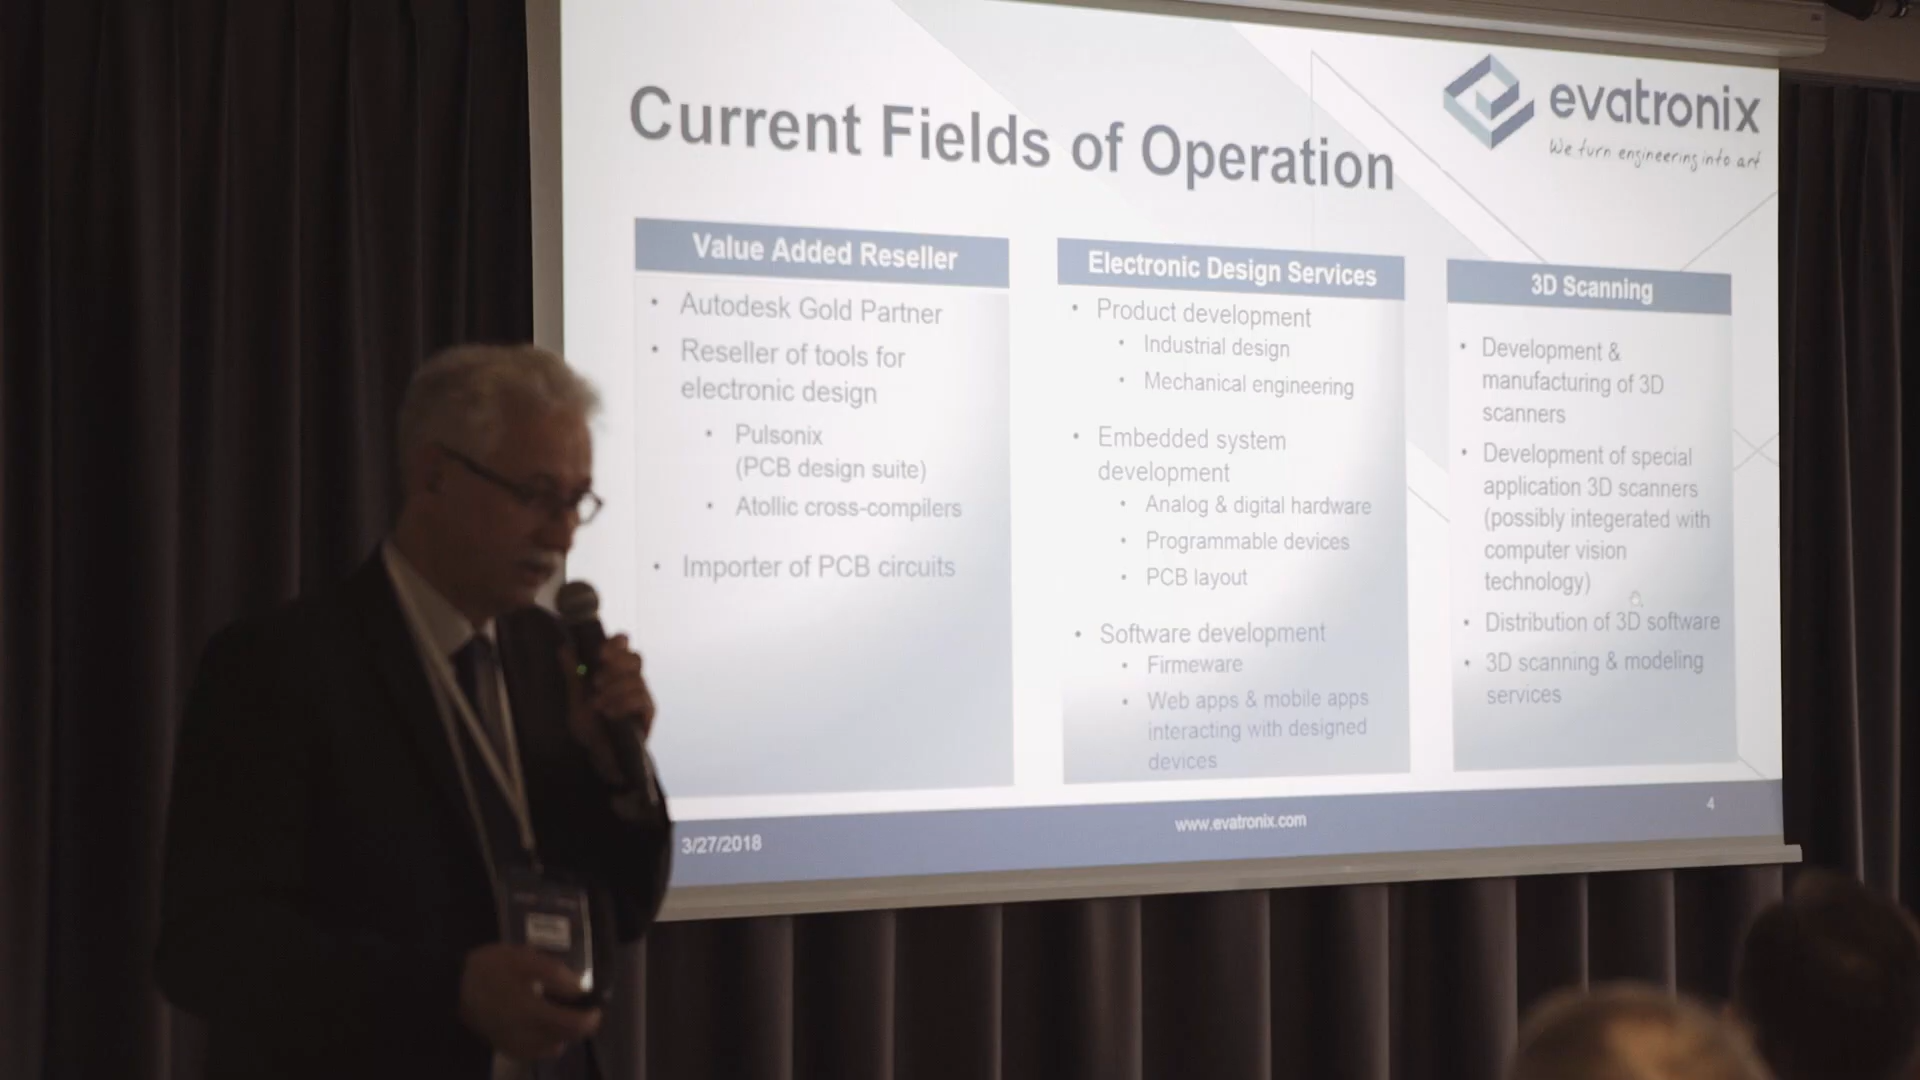 Current Fields of Operation
evatronix
We turn engineering into art
Value Added Reseller
• Autodesk Gold Partner
• Reseller of tools for
electronic design
• Pulsonix
(PCB design suite)
• Atollic cross-compilers
• Importer of PCB circuits
Electronic Design Services
• Product development
• Industrial design
• Mechanical engineering
• Embedded system
development
• Analog & digital hardware
• Programmable devices
• PCB layout
• Software development
• Firmeware
• Web apps & mobile apps
interacting with designed
devices
3D Scanning
• Development &
manufacturing of 3D
scanners
• Development of special
application 3D scanners
(possibly integerated with
computer vision
technology)
• Distribution of 3D software
• 3D scanning & modeling
services
3/27/2018
www.evatronix.com
4